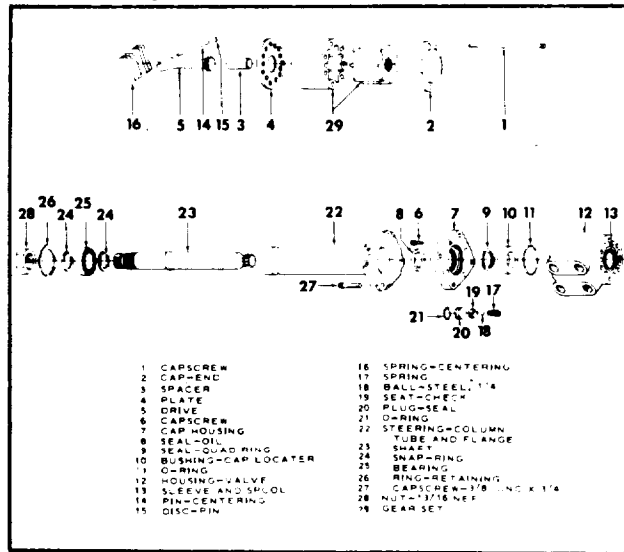 16 5 14 15 3 4 29 2 1
26 25
28 24 24 23 22 8 6 7 9 10 11 12 13
27 19 17
21 20 18
1 CAPSCREW
2 CAP-END
3 SPACER
4 PLATE
5 DRIVE
6 CAPSCREW
7 CAP HOUSING
8 SEAL-OIL
9 SEAL-QUAD RING
10 BUSHING-CAP LOCATER
11 O-RING
12 HOUSING-VALVE
13 SLEEVE AND SPOOL
14 PIN-CENTERING
15 DISC-PIN
16 SPRING-CENTERING
17 SPRING
18 BALL-STEEL, 1/4
19 SEAT-CHECK
20 PLUG-SEAL
21 O-RING
22 STEERING-COLUMN
TUBE AND FLANGE
23 SHAFT
24 SNAP-RING
25 BEARING
26 RING-RETAINING
27 CAPSCREW-3/8 X
28 NUT-13/16 NEF
29 GEAR SET